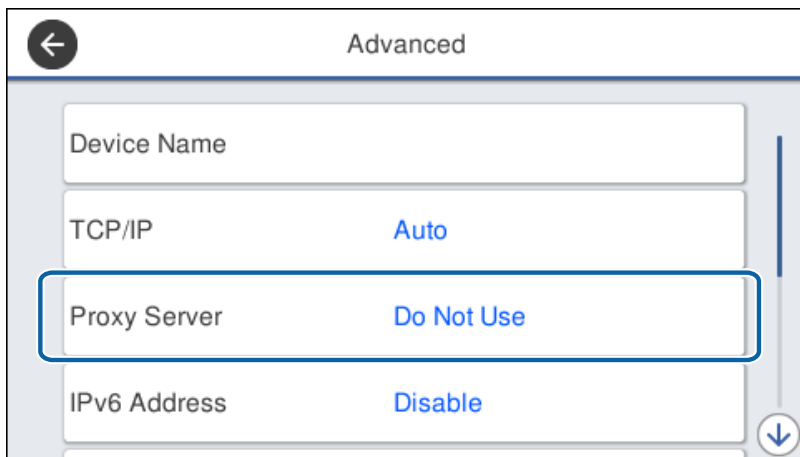 Advanced
Device Name
TCP/IP Auto
Proxy Server Do Not Use
IPv6 Address Disable